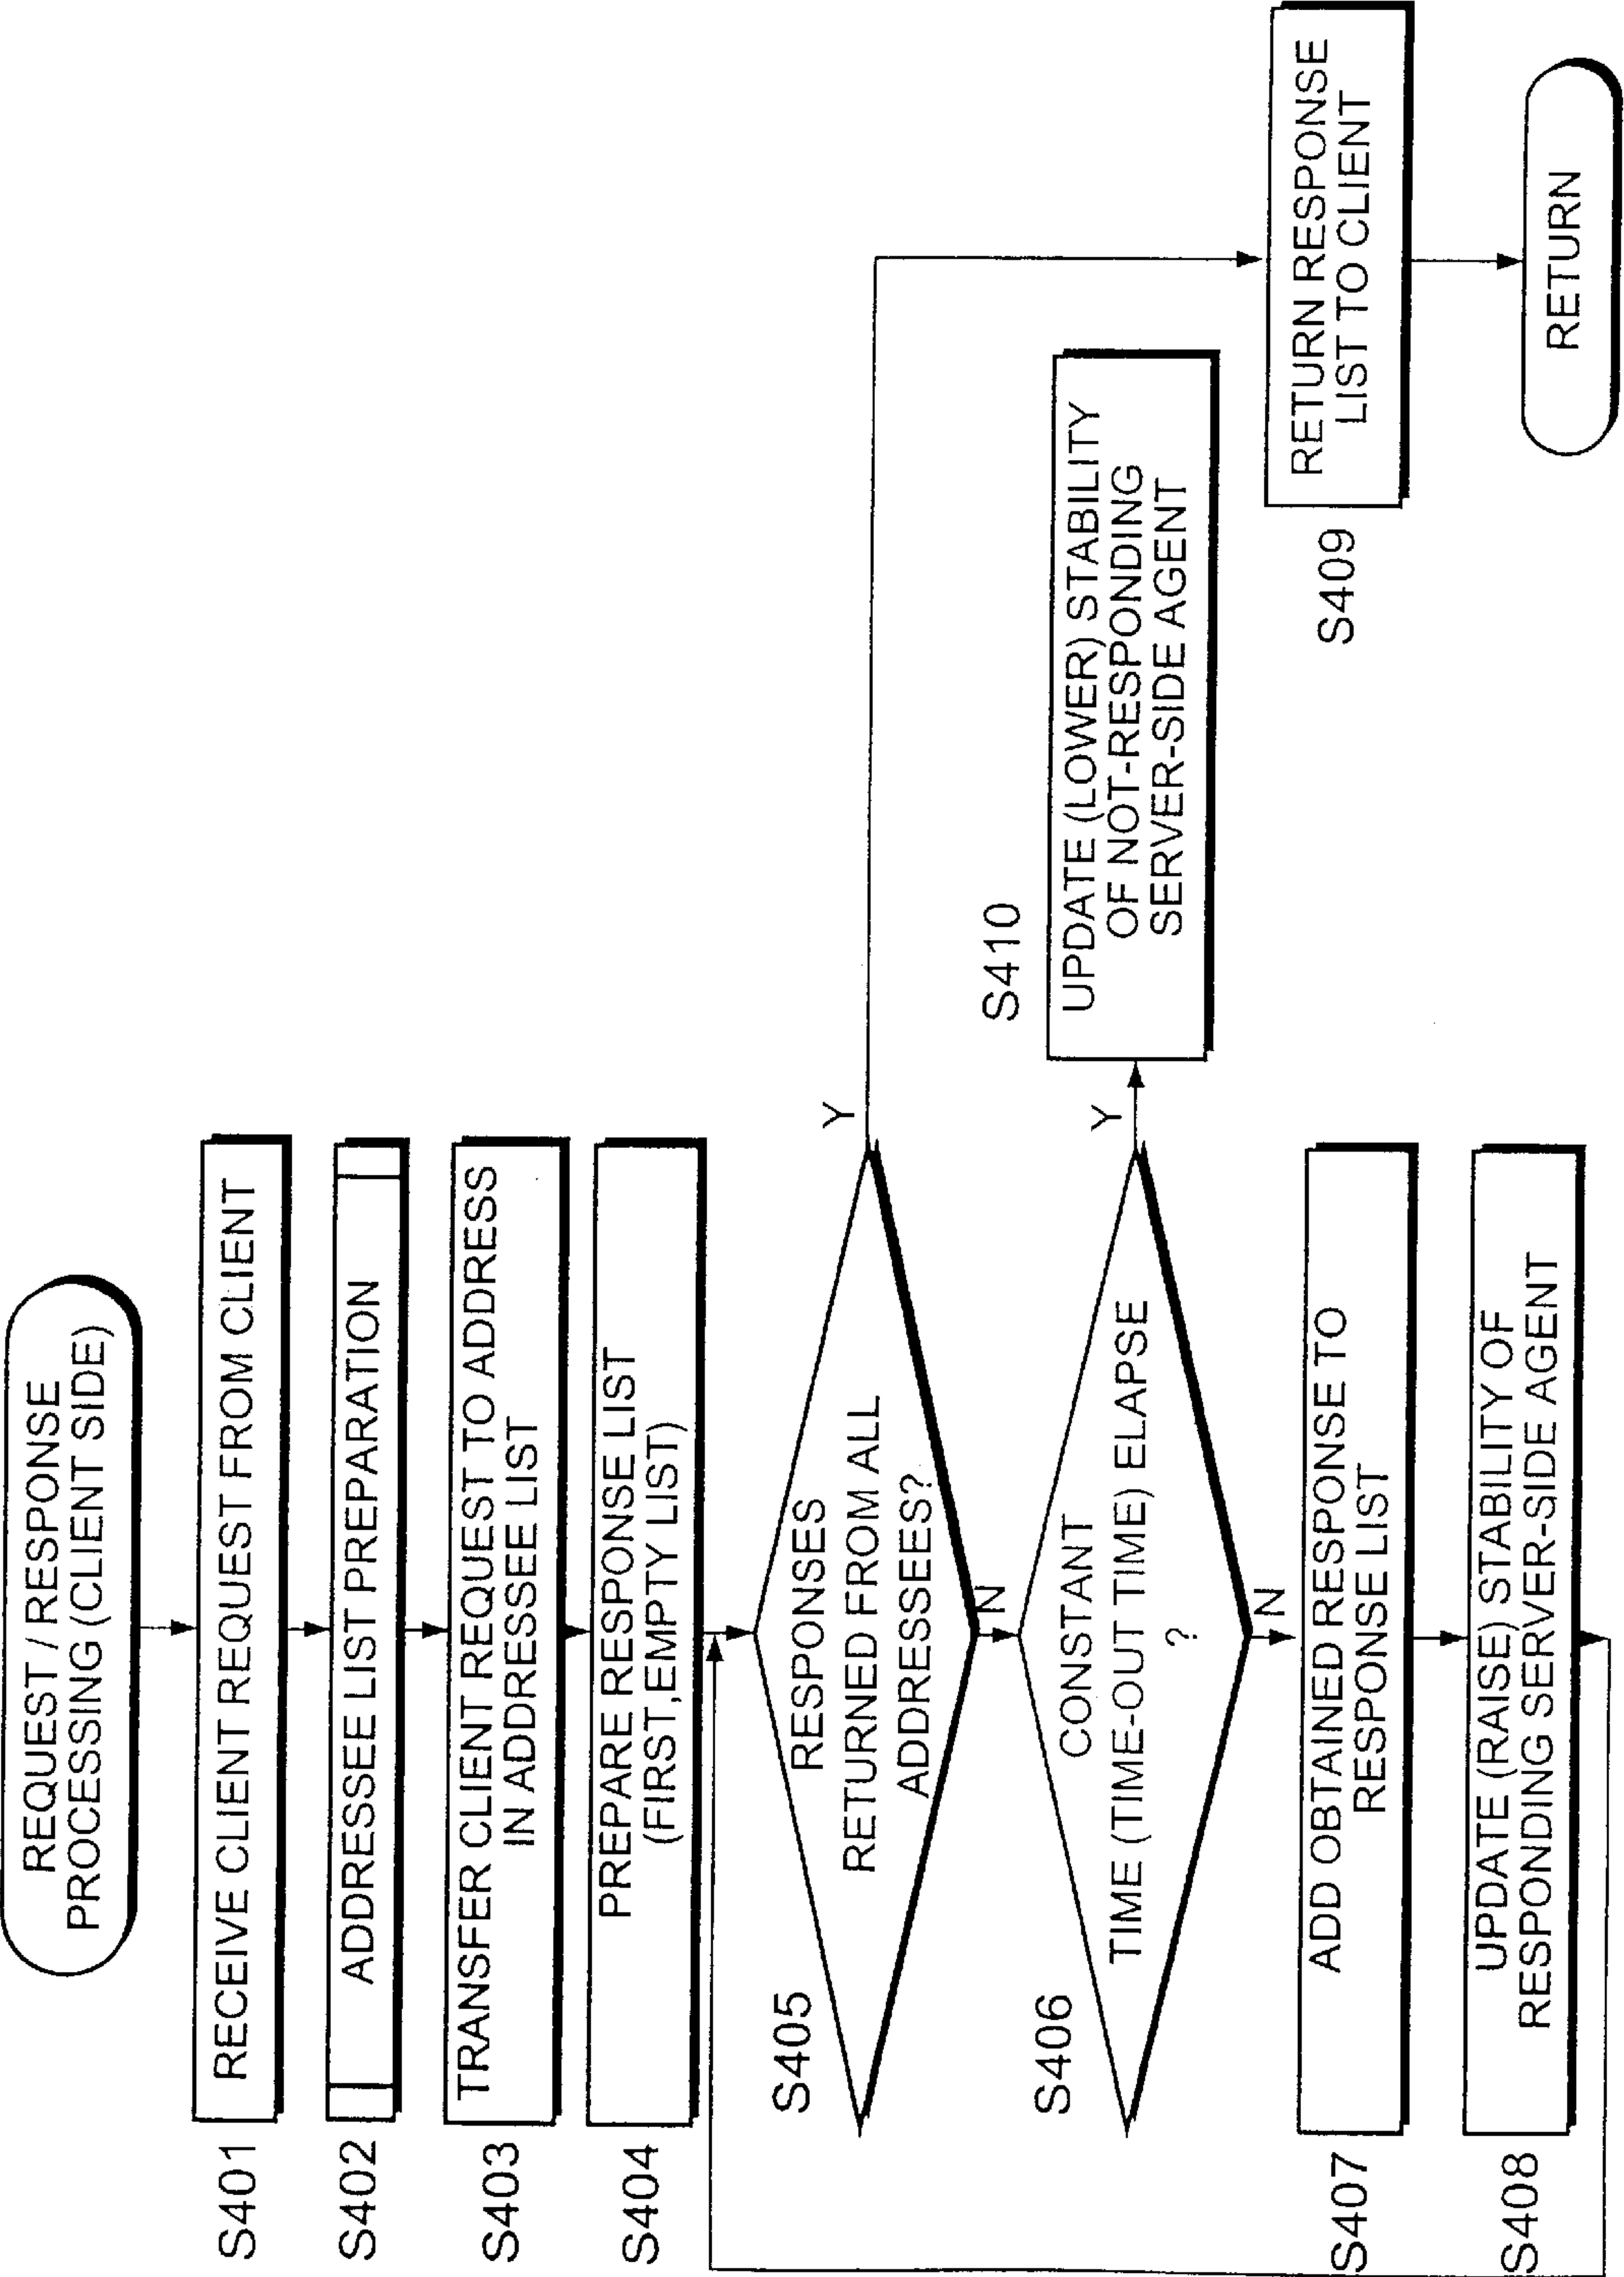 REQUEST / RESPONSE
PROCESSING (CLIENT SIDE)
S401
RECEIVE CLIENT REQUEST FROM CLIENT
S402
ADDRESSEE LIST PREPARATION
S403
TRANSFER CLIENT REQUEST TO ADDRESS
IN ADDRESSEE LIST
S404
PREPARE RESPONSE LIST
(FIRST,EMPTY LIST)
S405
RESPONSES
RETURNED FROM ALL
ADDRESSEES?
Y
N
S406
CONSTANT
TIME (TIME-OUT TIME) ELAPSE
?
Y
N
S410
UPDATE (LOWER) STABILITY
OF NOT-RESPONDING
SERVER-SIDE AGENT
S407
ADD OBTAINED RESPONSE TO
RESPONSE LIST
S408
UPDATE (RAISE) STABILITY OF
RESPONDING SERVER-SIDE AGENT
S409
RETURN RESPONSE
LIST TO CLIENT
RETURN